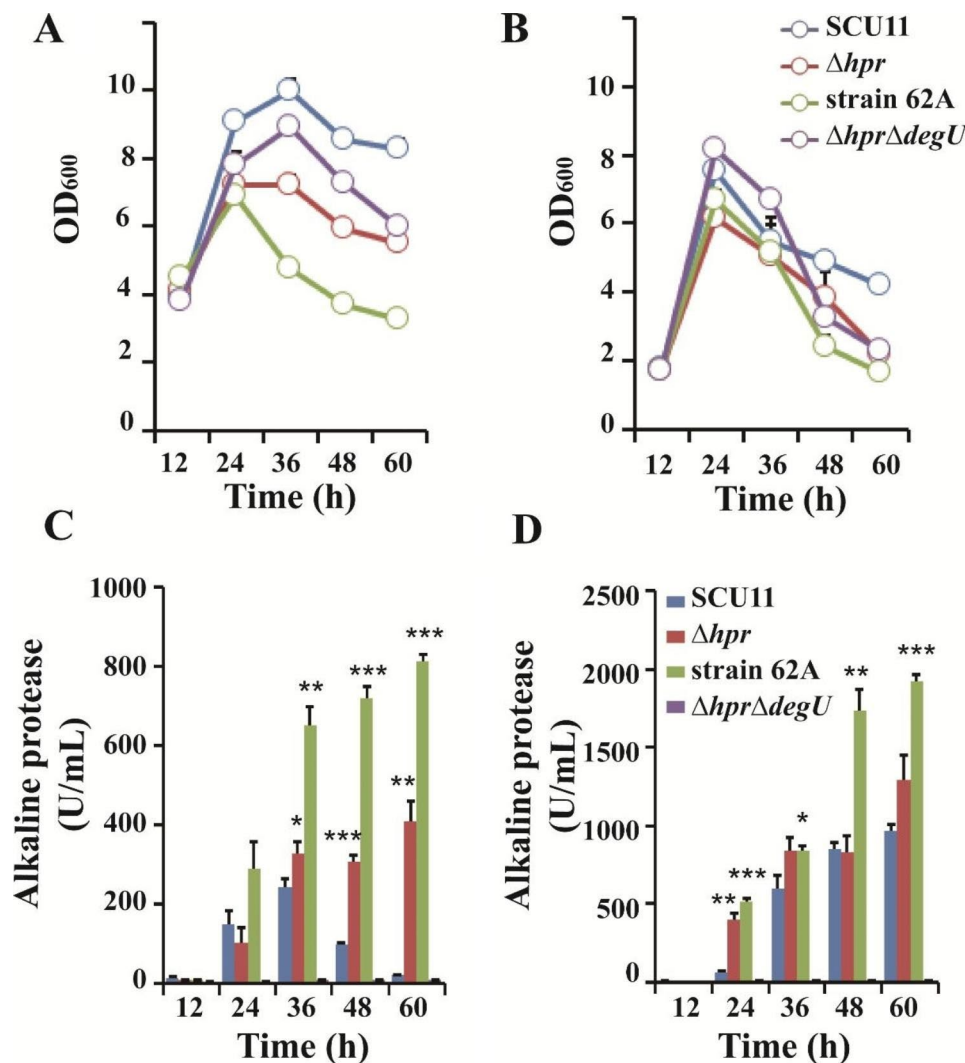 A
10
8
6
4
2
0
OD600
12 24 36 48 60
Time (h)
B
SCU11
Δhpr
strain 62A
ΔhprΔdegU
12
10
8
6
4
2
0
OD600
12 24 36 48 60
Time (h)
C
1000
800
600
400
200
0
Alkaline protease
(U/mL)
* ** *** *** ** ***
12 24 36 48 60
Time (h)
D
2500
2000
1500
1000
500
0
Alkaline protease
(U/mL)
SCU11
Δhpr
strain 62A
ΔhprΔdegU
** *** * ** ***
12 24 36 48 60
Time (h)